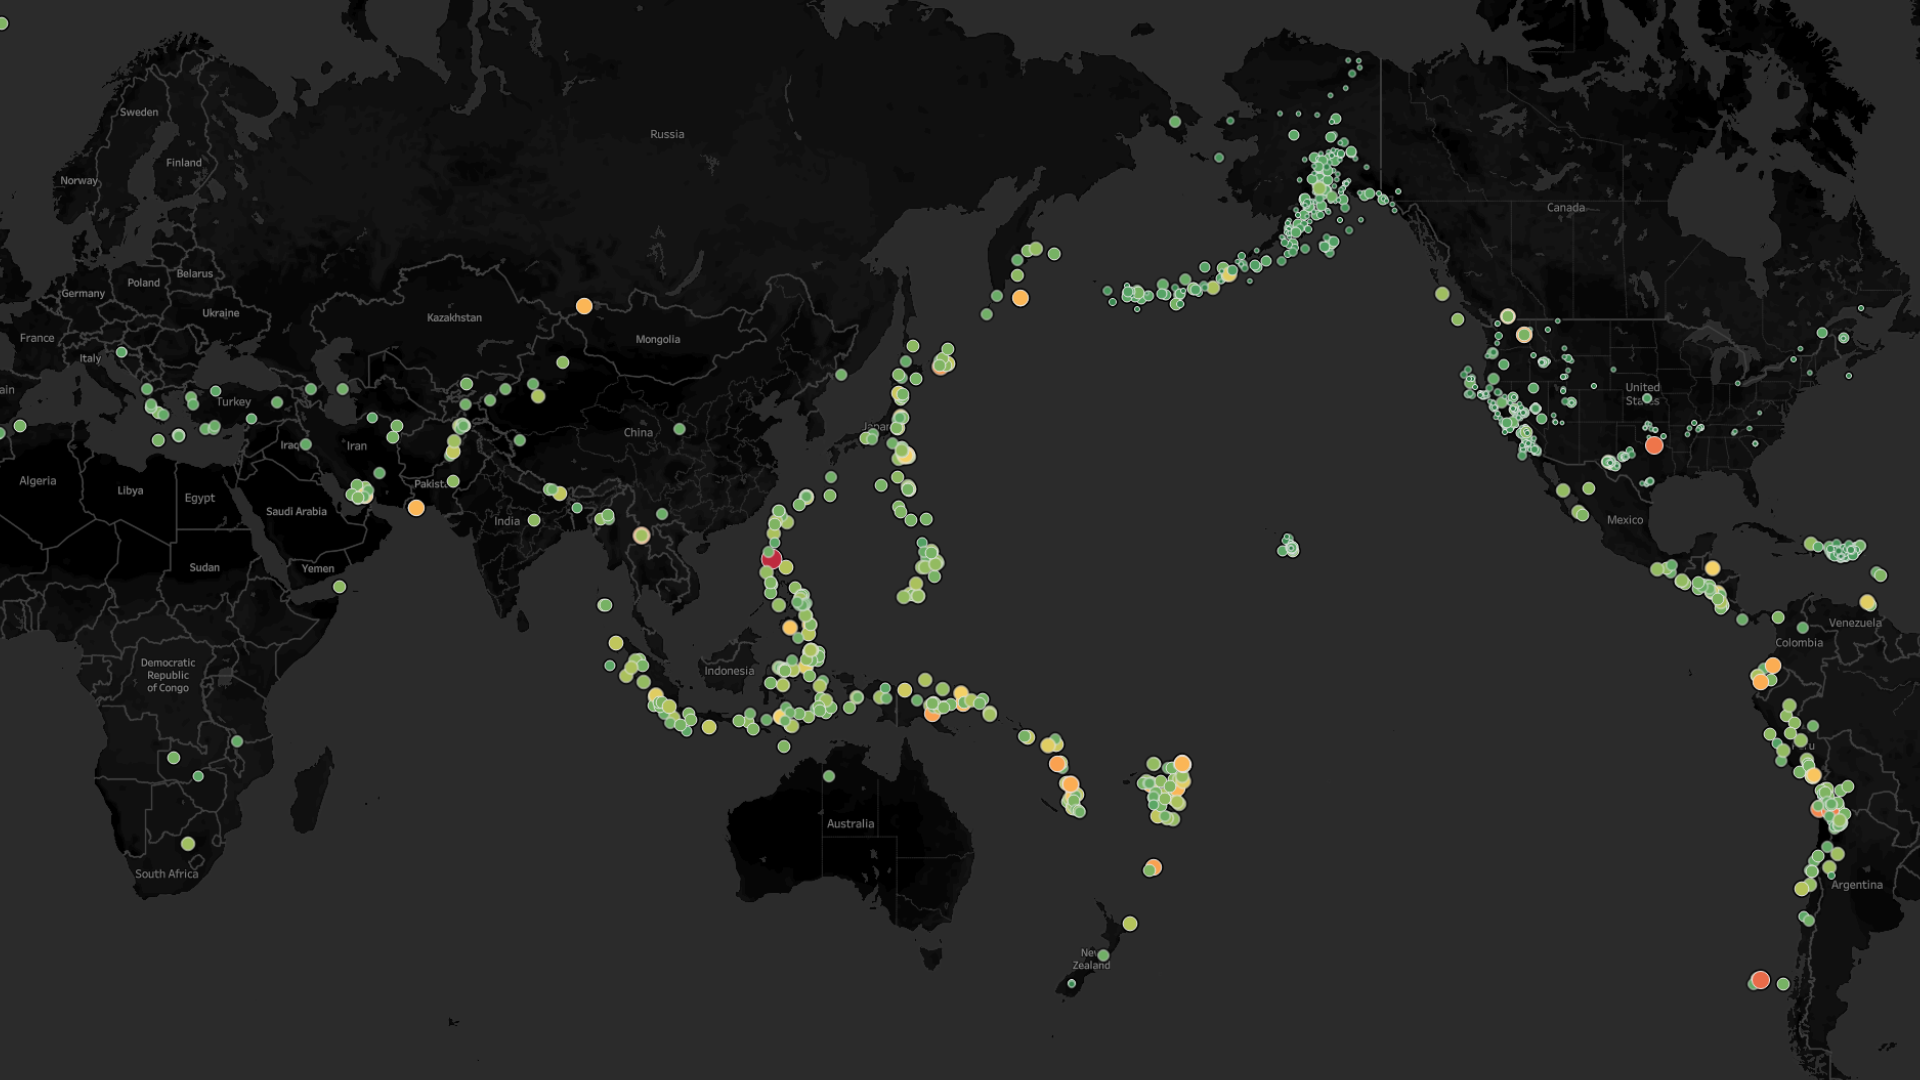 Sweden
Russia
Finland
Norway
Canada
Belarus
Poland
Germany
Ukraine
Kazakhstan
France
Mongolia
Italy
United
States
ain
Turkey
Japan
China
Iraq
Iran
Algeria
Libya
Egypt
Pakist
Saudi Arabia
India
Mexico
Sudan
Yemen
Venezuela
Colombia
Democratic
Republic
of Congo
Indonesia
Australia
South Africa
Argentina
New
Zealand